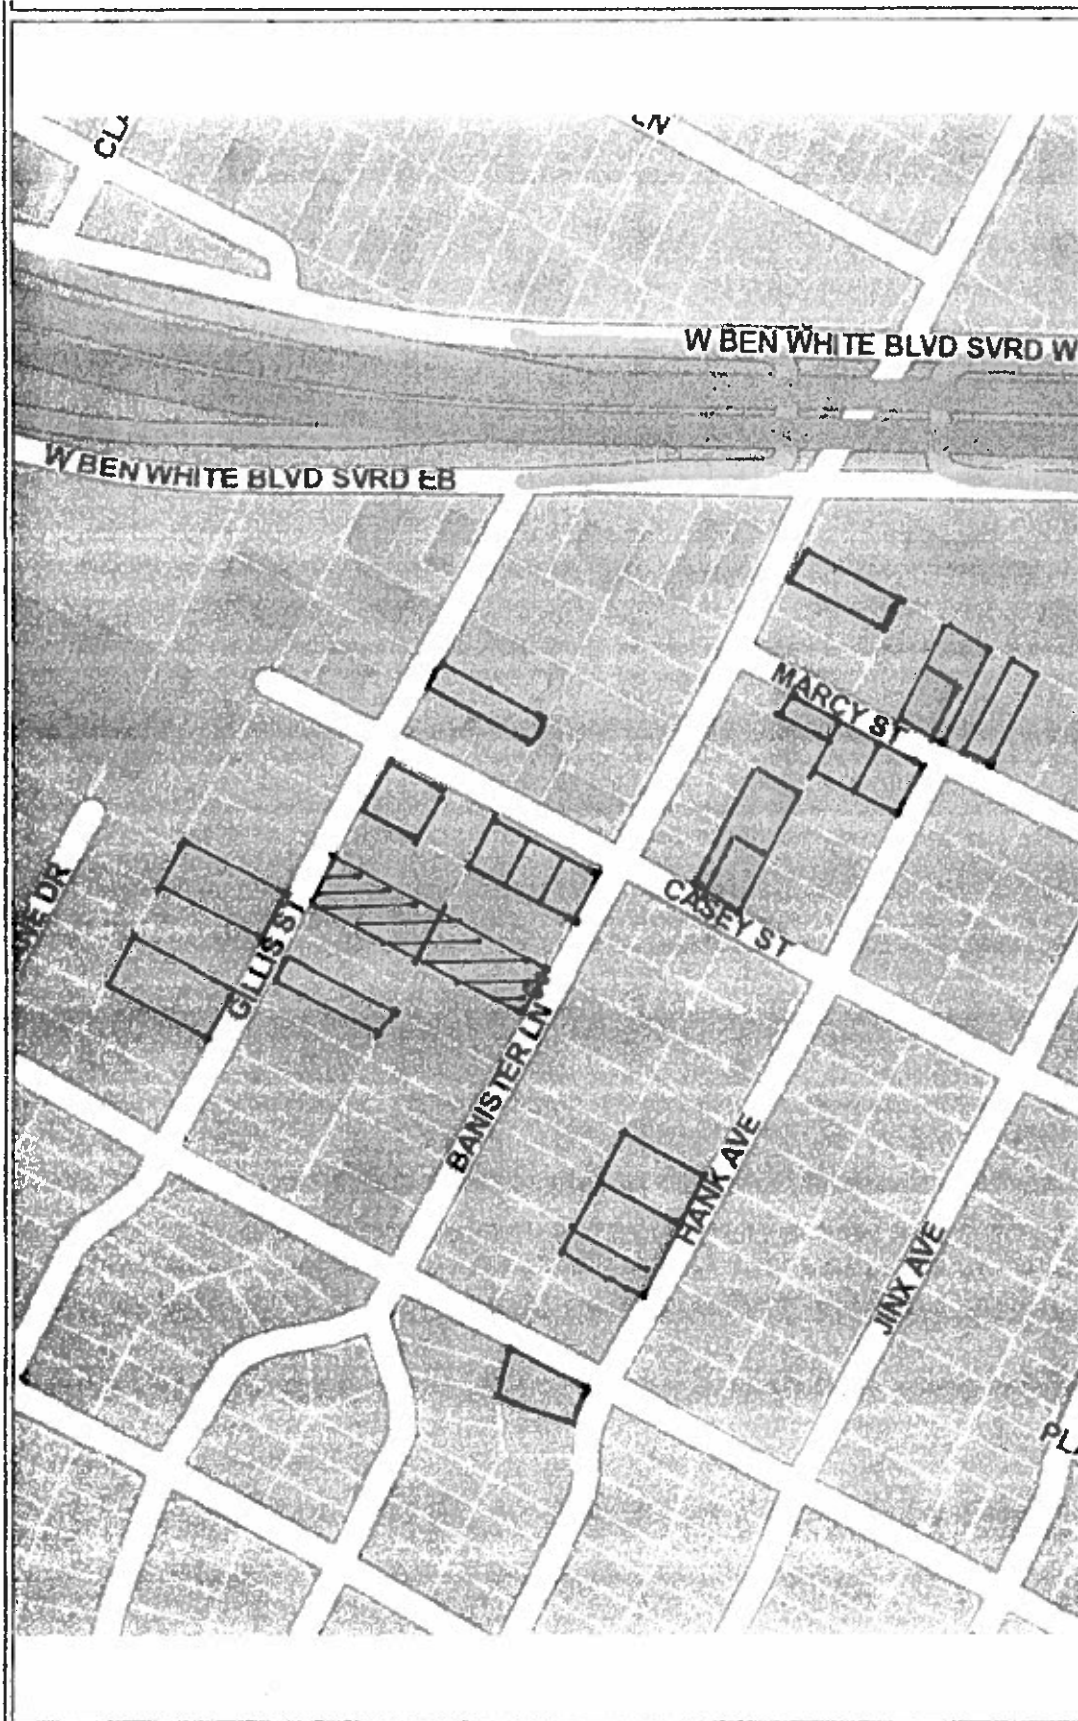 W BEN WHITE BLVD SVRD W
W BEN WHITE BLVD SVRD EB
MARCY ST
CASEY ST
DR
GILLIS ST
BANISTER LN
HANK AVE
JINX AVE